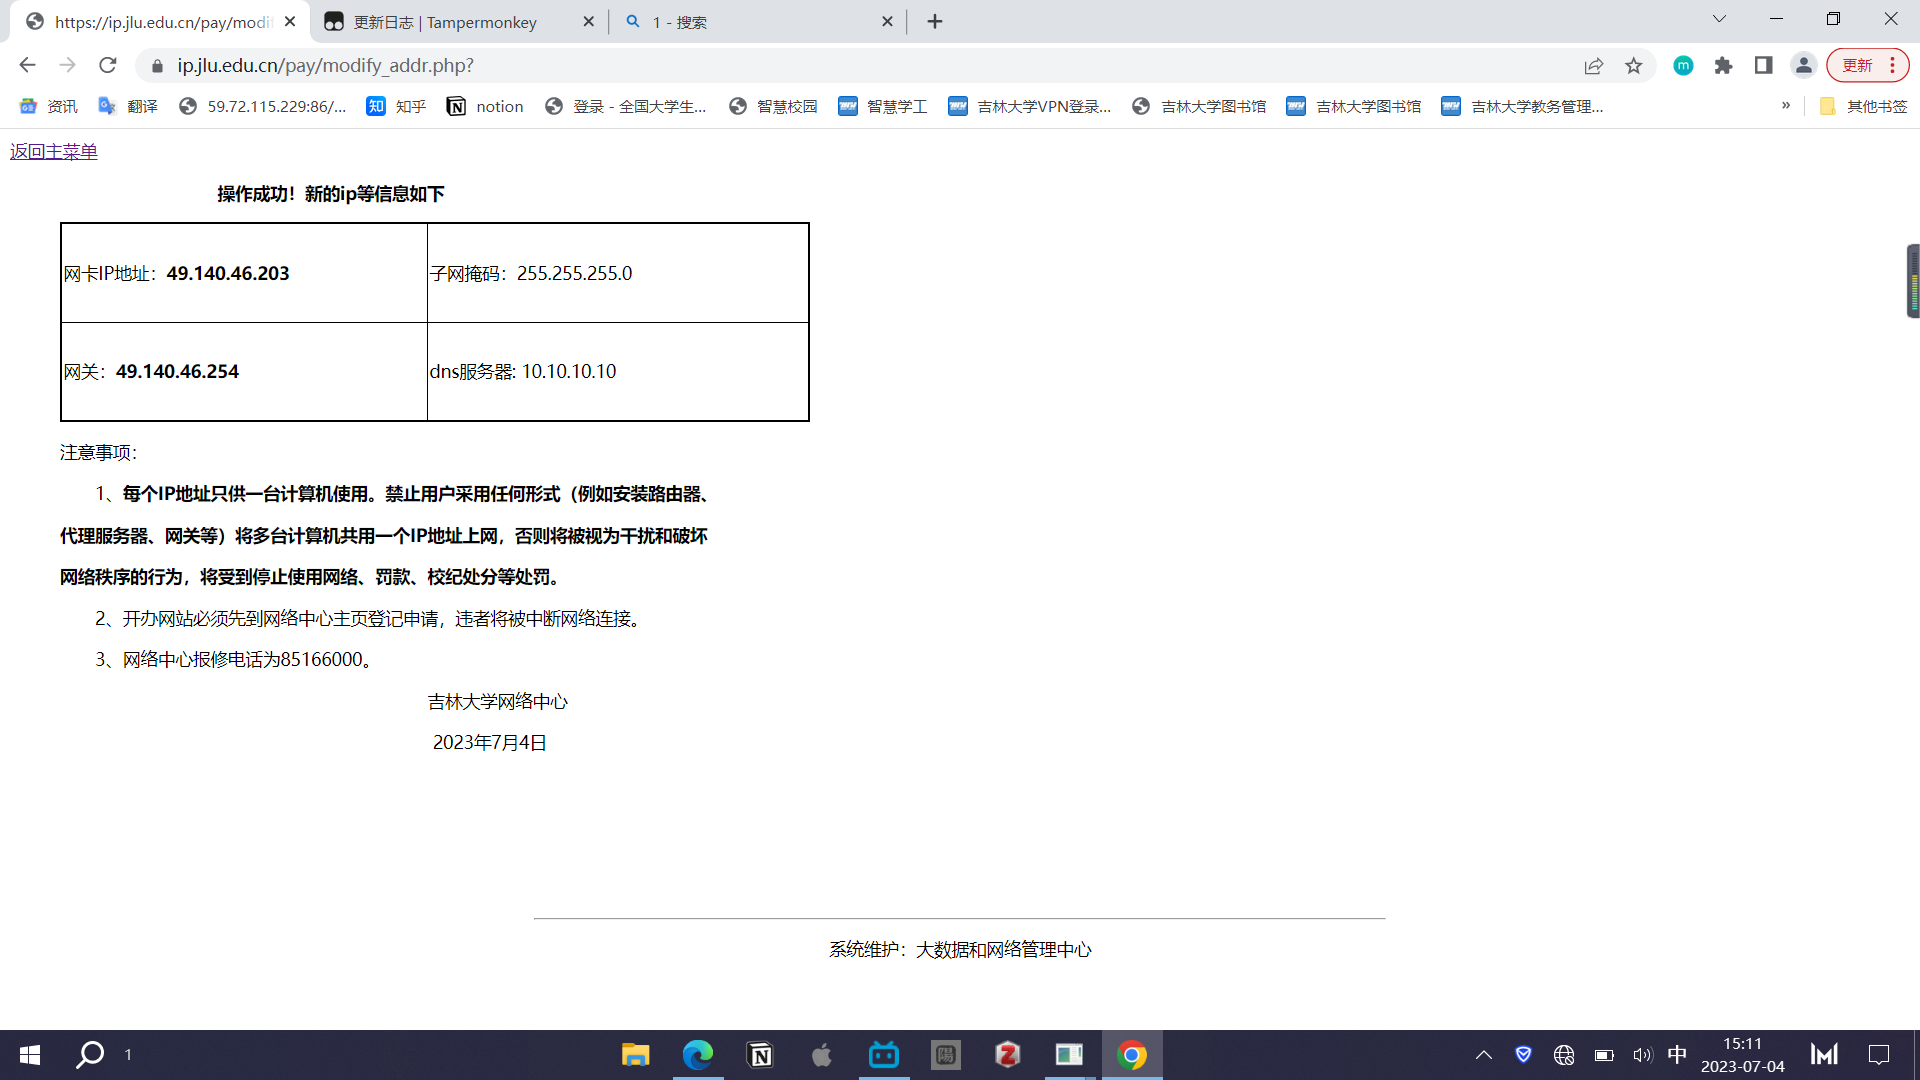 https://ip.jlu.edu.cn/pay/modi
更新日志 | Tampermonkey
1 - 搜索
ip.jlu.edu.cn/pay/modify_addr.php?
更新
资讯
翻译
59.72.115.229:86/...
知 知乎
notion
登录 - 全国大学生...
智慧校园
智慧学工
吉林大学VPN登录...
吉林大学图书馆
吉林大学图书馆
吉林大学教务管理...
»
其他书签
返回主菜单
操作成功！新的ip等信息如下
网卡IP地址：49.140.46.203
子网掩码：255.255.255.0
网关：49.140.46.254
dns服务器: 10.10.10.10
注意事项：
1、每个IP地址只供一台计算机使用。禁止用户采用任何形式（例如安装路由器、
代理服务器、网关等）将多台计算机共用一个IP地址上网，否则将被视为干扰和破坏
网络秩序的行为，将受到停止使用网络、罚款、校纪处分等处罚。
2、开办网站必须先到网络中心主页登记申请，违者将被中断网络连接。
3、网络中心报修电话为85166000。
吉林大学网络中心
2023年7月4日
系统维护：大数据和网络管理中心
1
中
15:11
2023-07-04